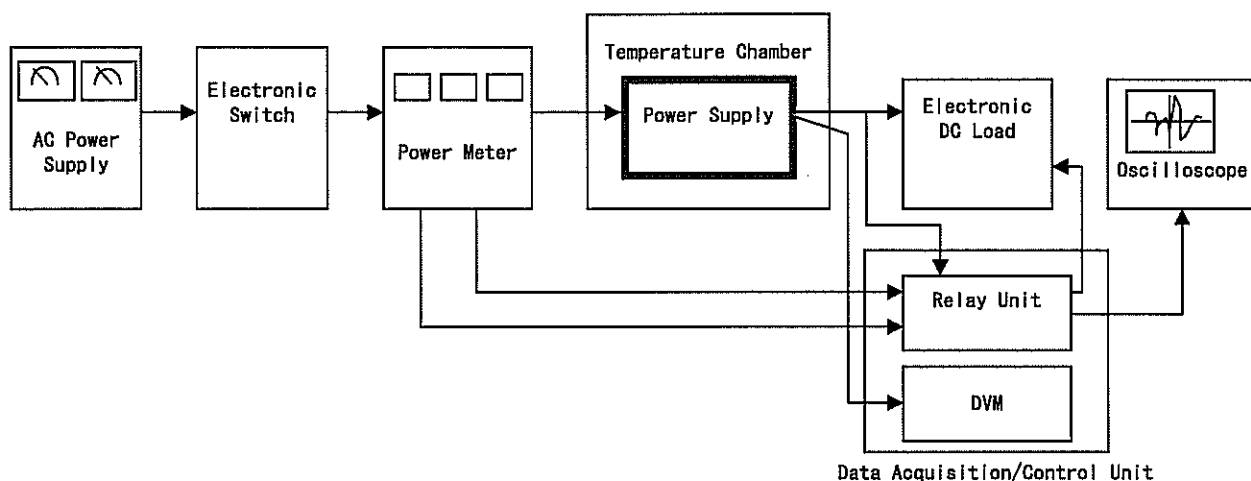 AC Power
Supply
Electronic
Switch
Power Meter
Temperature Chamber
Power Supply
Electronic
DC Load
Oscilloscope
Relay Unit
DVM
Data Acquisition/Control Unit